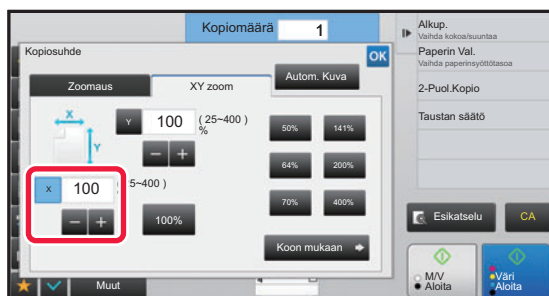 Kopiomäärä 1
Kopiosuhde
OK
Zoomaus
XY zoom
Autom. Kuva
X
Y
Y 100 (25~400) %
X 100 5~400 )
100%
50% 141%
64% 200%
70% 400%
Koon mukaan
Muut
Alkup.
Vaihda kokoa/suuntaa
Paperin Val.
Vaihda paperinsyöttötasoa
2-Puol.Kopio
Taustan säätö
Esikatselu
CA
M/V
Aloita
Väri
Aloita